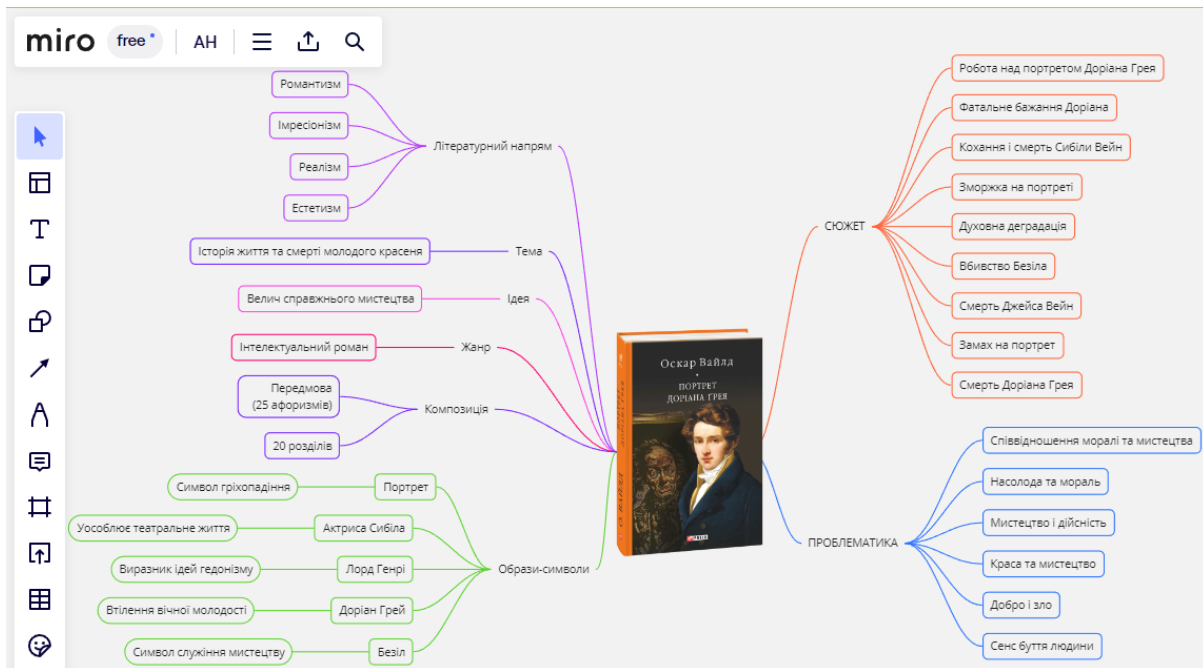 miro free AH
Романтизм
Імресіонізм
Реалізм
Естетизм
Літературний напрям
Історія життя та смерті молодого красеня
Тема
Велич справжнього мистецтва
Ідея
Інтелектуальний роман
Жанр
Передмова
(25 афоризмів)
20 розділів
Композиція
Символ гріхопадіння
Портрет
Уособлює театральне життя
Актриса Сибіла
Виразник ідей гедонізму
Лорд Генрі
Втілення вічної молодості
Доріан Грей
Символ служіння мистецтву
Безіл
Образи-символи
Оскар Вайлд
ПОРТРЕТ
ДОРІАНА ҐРЕЯ
СЮЖЕТ
Робота над портретом Доріана Грея
Фатальне бажання Доріана
Кохання і смерть Сибіли Вейн
Зморжка на портреті
Духовна деградація
Вбивство Безіла
Смерть Джейса Вейн
Замах на портрет
Смерть Доріана Грея
ПРОБЛЕМАТИКА
Співвідношення моралі та мистецтва
Насолода та мораль
Мистецтво і дійсність
Краса та мистецтво
Добро і зло
Сенс буття людини